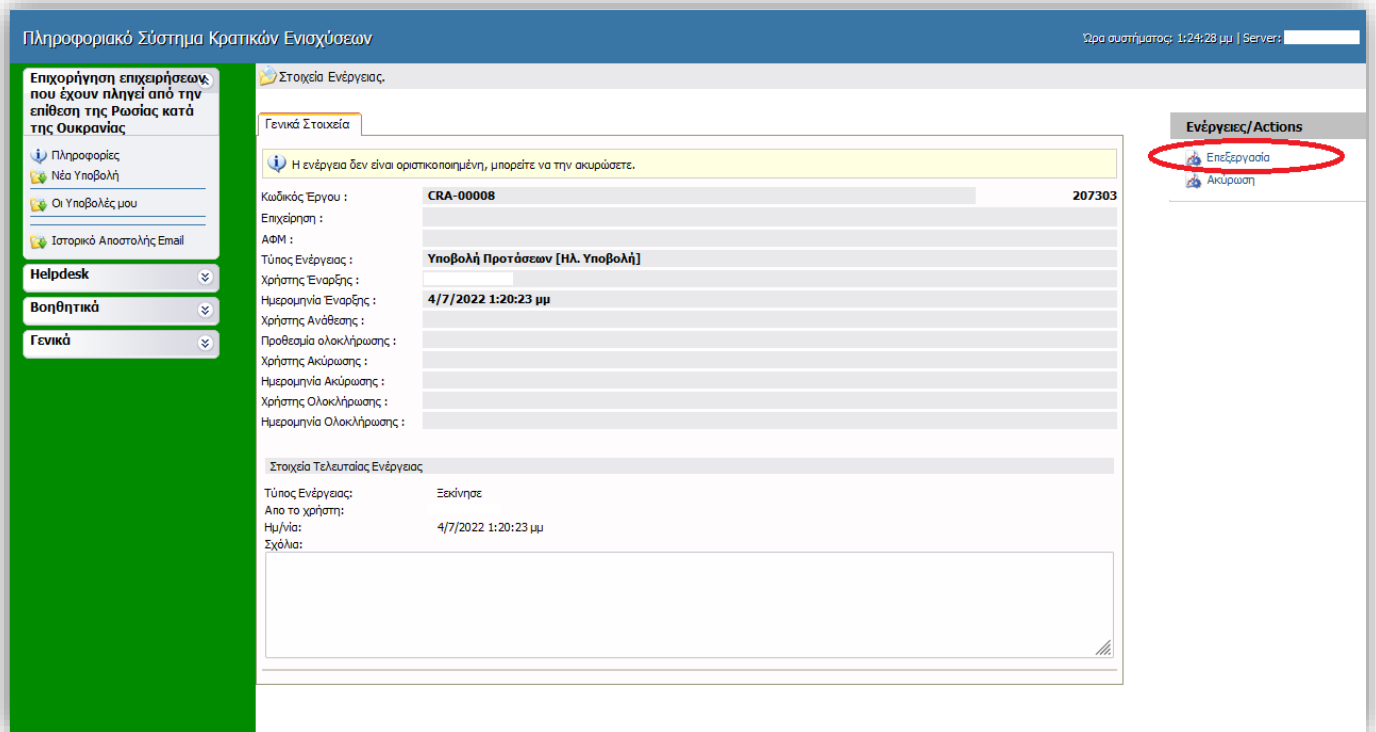 Πληροφοριακό Σύστημα Κρατικών Ενισχύσεων
Ώρα συστήματος: 1:24:28 μμ | Server:
Επιχορήγηση επιχειρήσεων
που έχουν πληγεί από την
επίθεση της Ρωσίας κατά
της Ουκρανίας
Πληροφορίες
Νέα Υποβολή
Οι Υποβολές μου
Ιστορικό Αποστολής Email
Helpdesk
Βοηθητικά
Γενικά
Στοιχεία Ενέργειας.
Γενικά Στοιχεία
Η ενέργεια δεν είναι οριστικοποιημένη, μπορείτε να την ακυρώσετε.
Κωδικός Έργου : CRA-00008 207303
Επιχείρηση :
ΑΦΜ :
Τύπος Ενέργειας : Υποβολή Προτάσεων [Ηλ. Υποβολή]
Χρήστης Έναρξης :
Ημερομηνία Έναρξης : 4/7/2022 1:20:23 μμ
Χρήστης Ανάθεσης :
Προθεσμία ολοκλήρωσης :
Χρήστης Ακύρωσης :
Ημερομηνία Ακύρωσης :
Χρήστης Ολοκλήρωσης :
Ημερομηνία Ολοκλήρωσης :
Στοιχεία Τελευταίας Ενέργειας
Τύπος Ενέργειας: Ξεκίνησε
Απο το χρήστη:
Ημ/νία: 4/7/2022 1:20:23 μμ
Σχόλια:
Ενέργειες/Actions
Επεξεργασία
Ακύρωση